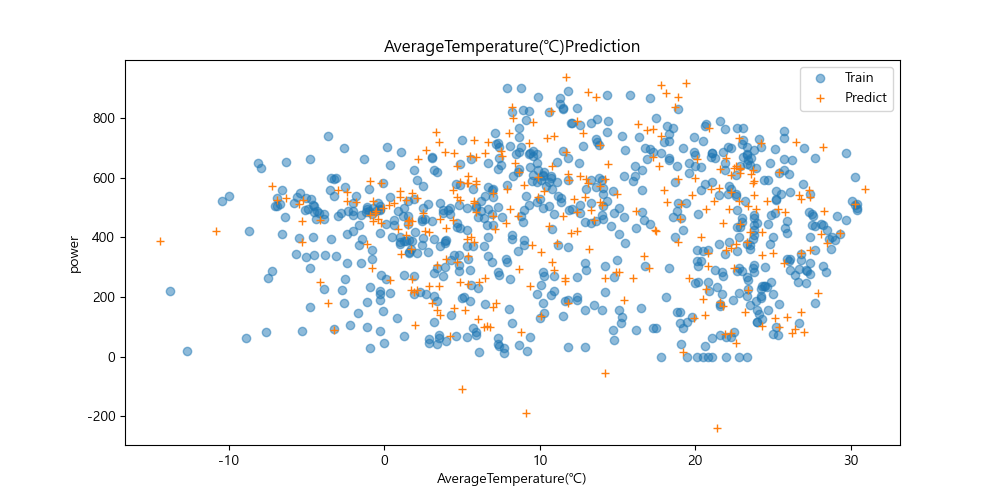 AverageTemperature(℃)Prediction
Train
Predict
800
600
400
200
0
-200
power
-10
0
10
20
30
AverageTemperature(℃)